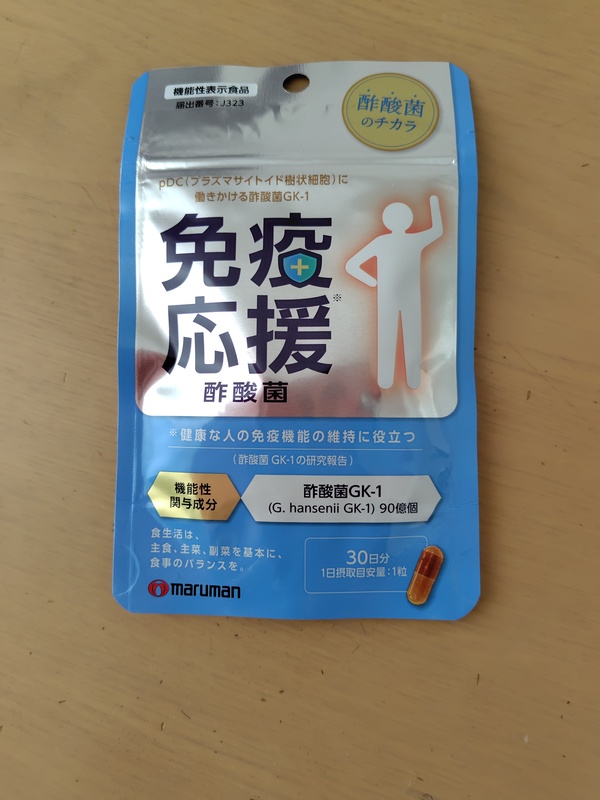 機能性表示食品
届出番号:J323
酢酸菌
のチカラ
pDC(プラズマサイトイド樹状細胞)に
働きかける酢酸菌GK-1
免疫
応援※
酢酸菌
※健康な人の免疫機能の維持に役立つ
(酢酸菌 GK-1の研究報告)
機能性
関与成分
酢酸菌GK-1
(G. hansenii GK-1) 90億個
食生活は、
主食、主菜、副菜を基本に、
食事のバランスを。
30日分
1日摂取目安量:1粒
maruman